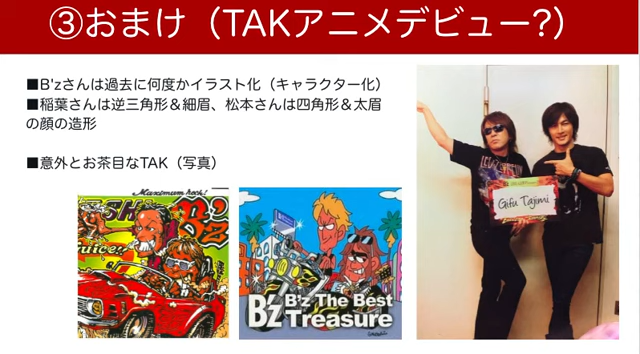 ③おまけ（TAKアニメデビュー?）
■B'zさんは過去に何度かイラスト化（キャラクター化）
■稲葉さんは逆三角形＆細眉、松本さんは四角形＆太眉
の顔の造形
■意外とお茶目なTAK（写真）
Maximum rock!
B'z
juice!!
B'z
B'z The Best
Treasure
Gifu Tajimi